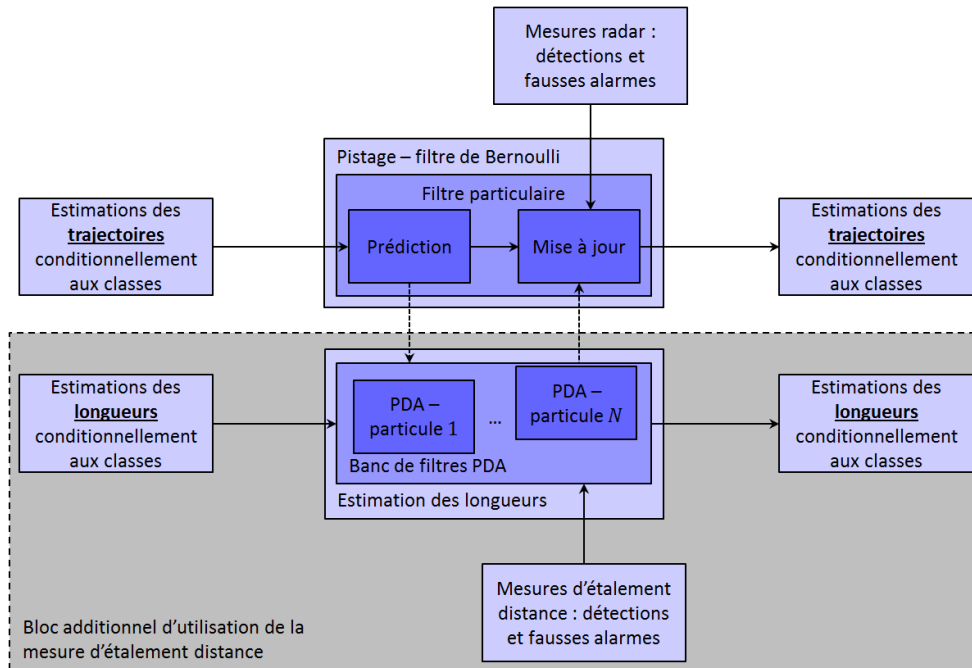 Mesures radar :
détections et
fausses alarmes
Pistage – filtre de Bernoulli
Filtre particulaire
Estimations des
trajectoires
conditionnellement
aux classes
Prédiction
Mise à jour
Estimations des
trajectoires
conditionnellement
aux classes
Estimations des
longueurs
conditionnellement
aux classes
PDA –
particule 1
...
PDA –
particule N
Banc de filtres PDA
Estimation des longueurs
Estimations des
longueurs
conditionnellement
aux classes
Mesures d’étalement
distance : détections
et fausses alarmes
Bloc additionnel d’utilisation de la
mesure d’étalement distance